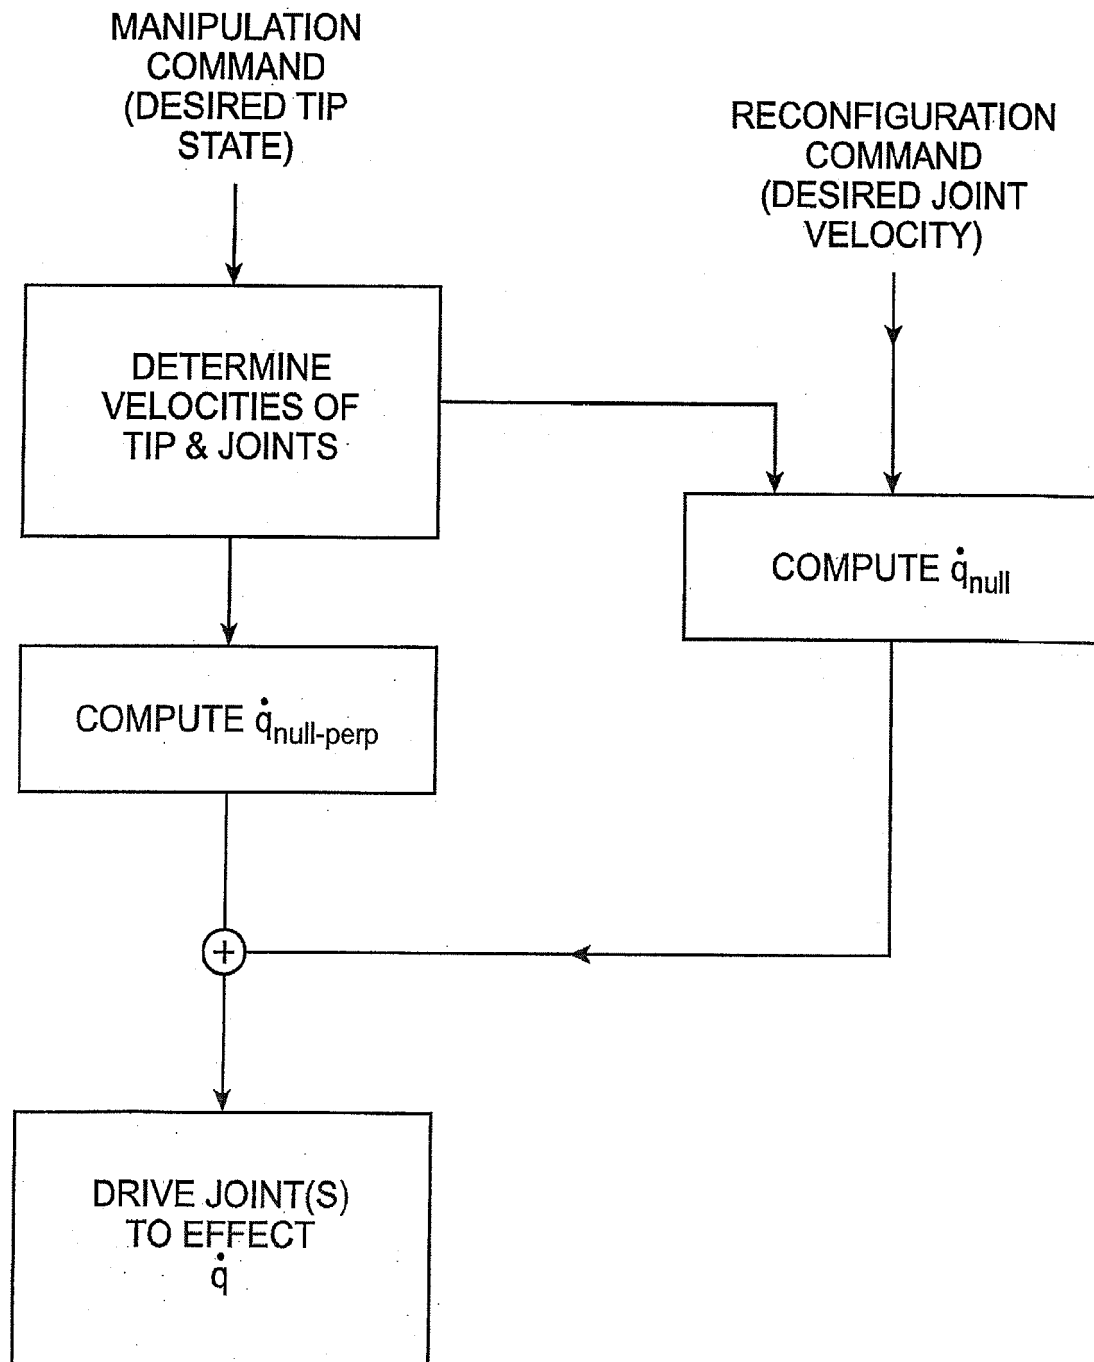 MANIPULATION
COMMAND
(DESIRED TIP
STATE)
RECONFIGURATION
COMMAND
(DESIRED JOINT
VELOCITY)
DETERMINE
VELOCITIES OF
TIP & JOINTS
COMPUTE q̇null
COMPUTE q̇null-perp
+
DRIVE JOINT(S)
TO EFFECT
q̇